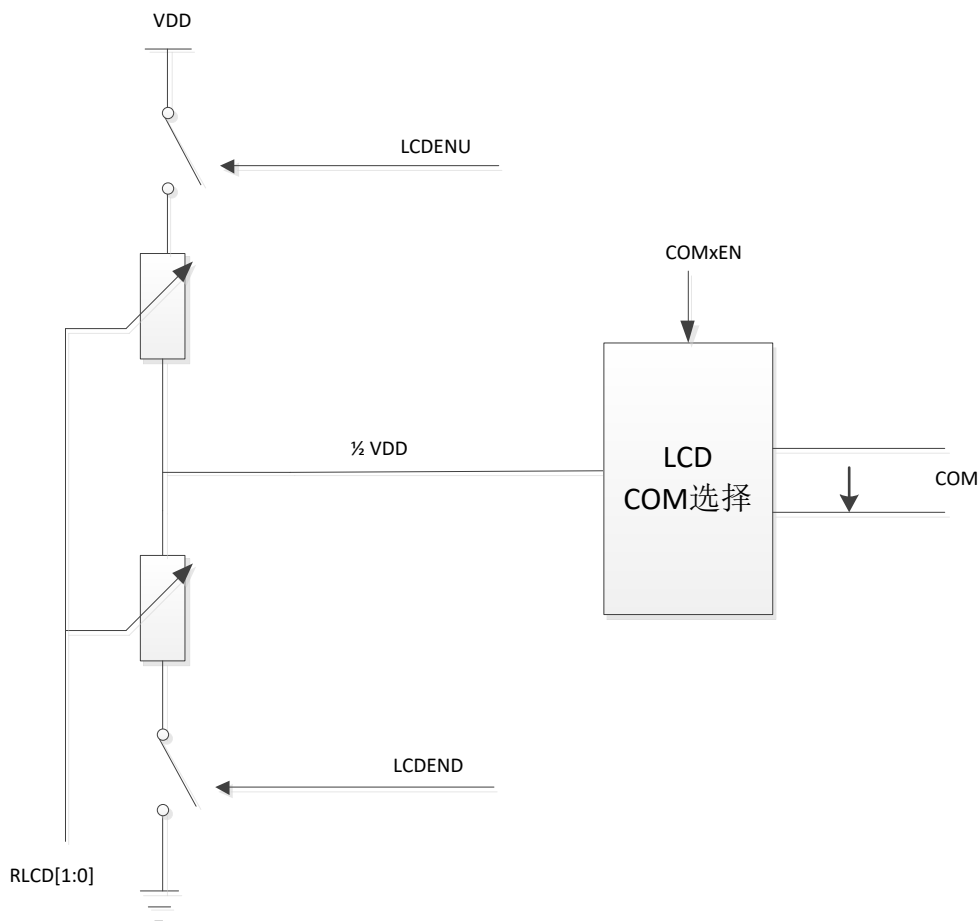 VDD
LCDENU
COMxEN
½ VDD
LCD
COM选择
COM
LCDEND
RLCD[1:0]